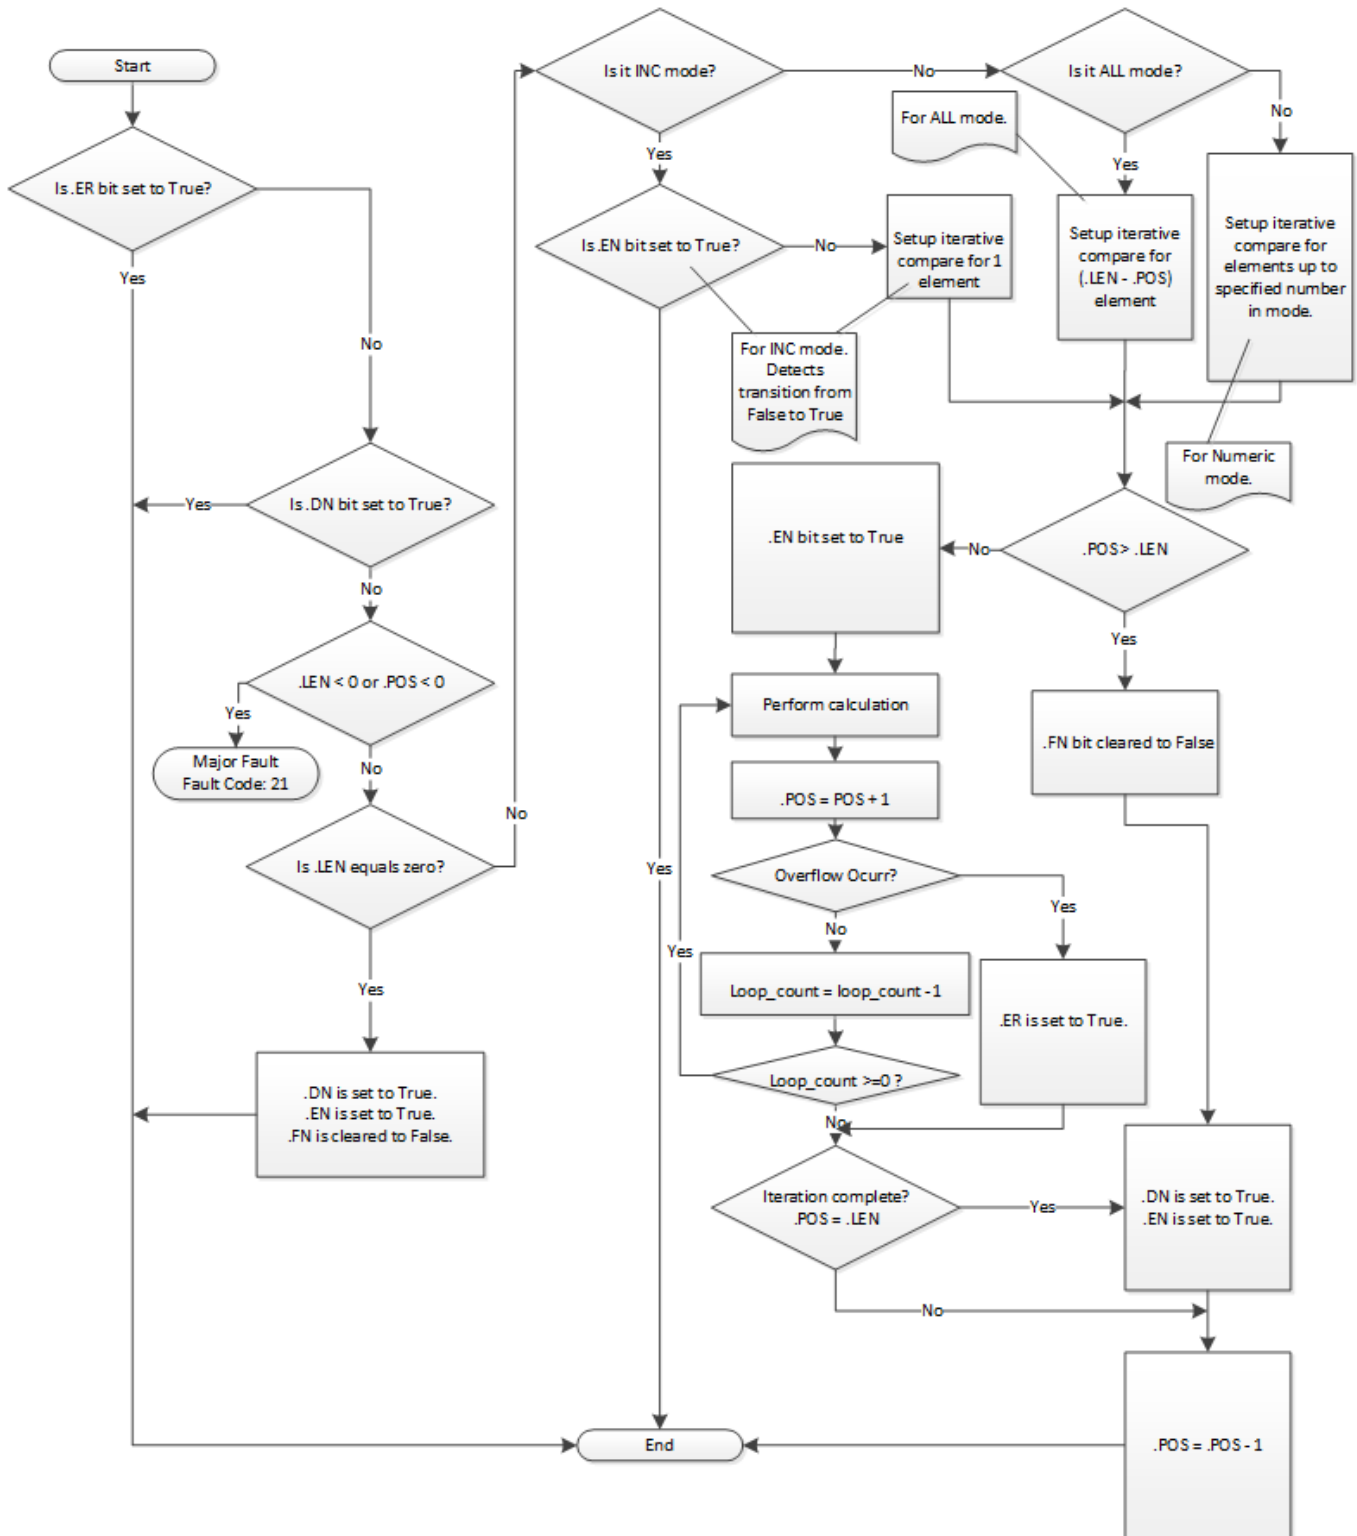 Start
Is .ER bit set to True?
Yes
No
Is .DN bit set to True?
Yes
No
.LEN < 0 or .POS < 0
Yes
Major Fault
Fault Code: 21
No
Is .LEN equals zero?
No
Yes
.DN is set to True.
.EN is set to True.
.FN is cleared to False.
Is it INC mode?
No
Yes
Is it ALL mode?
No
Yes
For ALL mode.
Is .EN bit set to True?
No
Yes
Setup iterative
compare for 1
element
For INC mode.
Detects
transition from
False to True
Setup iterative
compare for
(.LEN - .POS)
element
Setup iterative
compare for
elements up to
specified number
in mode.
For Numeric
mode.
.POS> .LEN
No
Yes
.EN bit set to True
.FN bit cleared to False
Perform calculation
.POS = POS + 1
Overflow Ocurr?
Yes
No
Loop_count = loop_count -1
.ER is set to True.
Loop_count >=0 ?
Yes
No
Iteration complete?
.POS = .LEN
Yes
No
.DN is set to True.
.EN is set to True.
.POS = .POS - 1
End